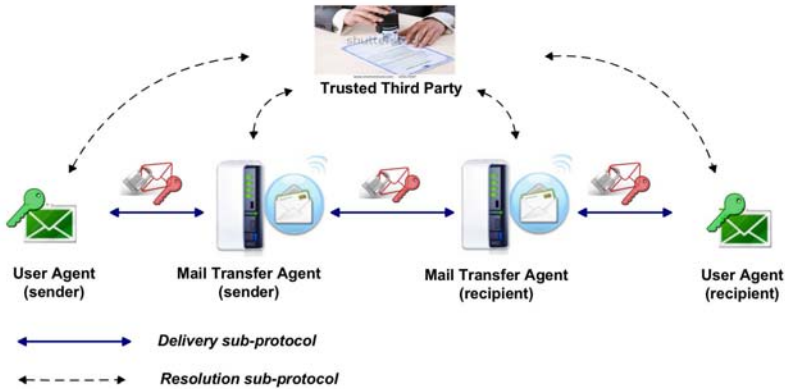 Trusted Third Party
User Agent
(sender)
Mail Transfer Agent
(sender)
Mail Transfer Agent
(recipient)
User Agent
(recipient)
Delivery sub-protocol
Resolution sub-protocol